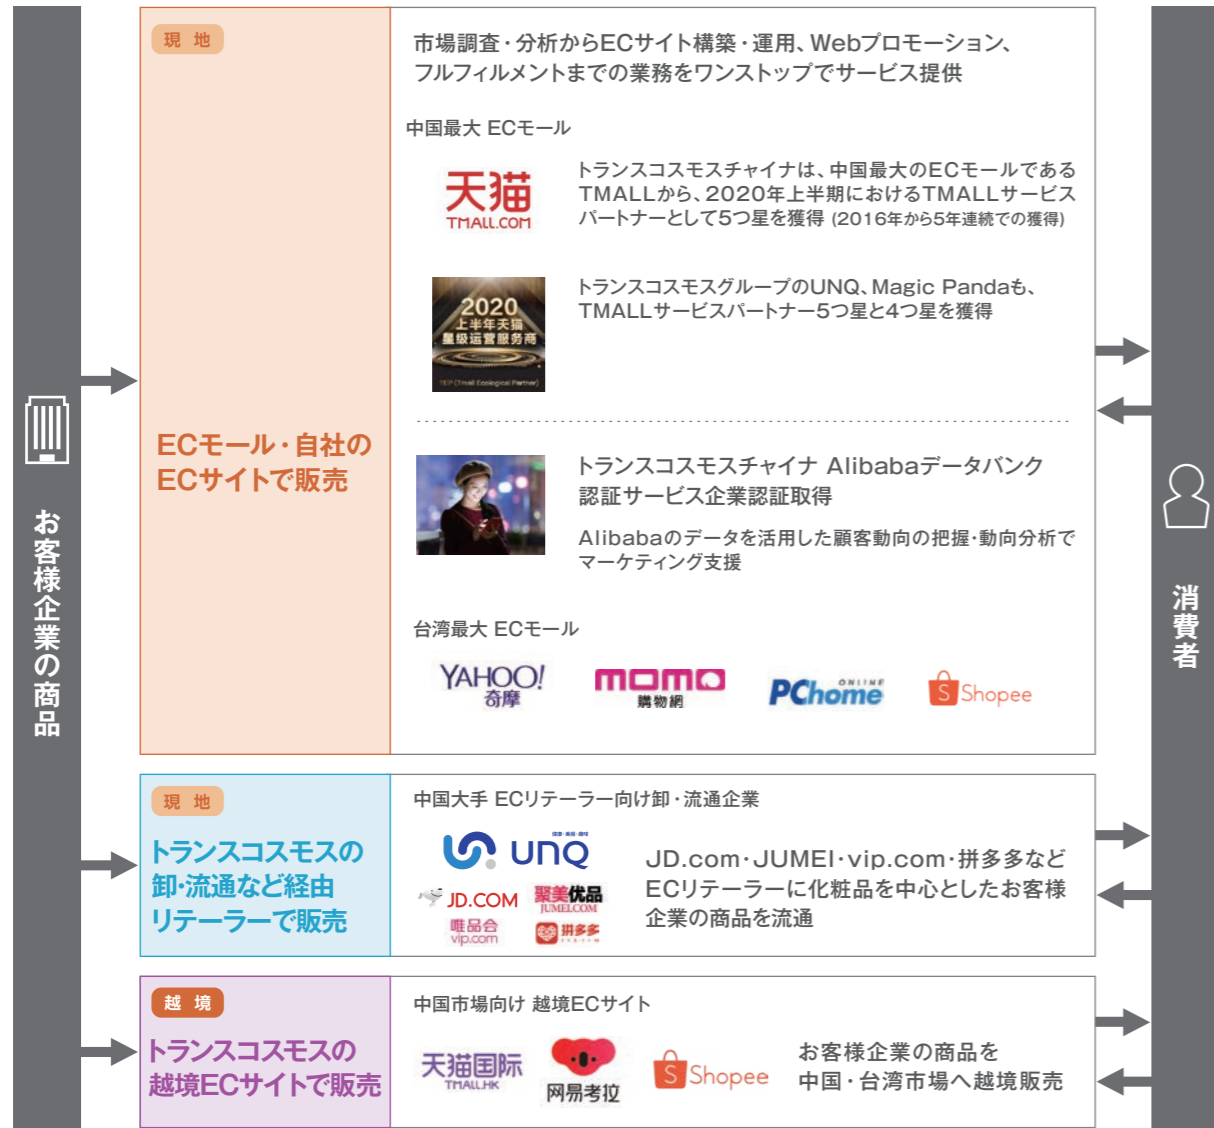 お客様企業の商品
現 地
ECモール・自社の
ECサイトで販売
市場調査・分析からECサイト構築・運用、Webプロモーション、
フルフィルメントまでの業務をワンストップでサービス提供
中国最大 ECモール
天猫
TMALL.COM
トランスコスモスチャイナは、中国最大のECモールである
TMALLから、2020年上半期におけるTMALLサービス
パートナーとして5つ星を獲得 (2016年から5年連続での獲得)
2020
上半年天猫
星级运营服务商
TEP (Tmall Ecological Partner)
トランスコスモスグループのUNQ、Magic Pandaも、
TMALLサービスパートナー5つ星と4つ星を獲得
トランスコスモスチャイナ Alibabaデータバンク
認証サービス企業認証取得
Alibabaのデータを活用した顧客動向の把握・動向分析で
マーケティング支援
台湾最大 ECモール
YAHOO!
奇摩
momo
購物網
PChome
ONLINE
Shopee
現 地
トランスコスモスの
卸・流通など経由
リテーラーで販売
中国大手 ECリテーラー向け卸・流通企業
UNQ
JD.COM
聚美优品
JUMEI.COM
唯品会
vip.com
拼多多
JD.com・JUMEI・vip.com・拼多多など
ECリテーラーに化粧品を中心としたお客様
企業の商品を流通
越 境
トランスコスモスの
越境ECサイトで販売
中国市場向け 越境ECサイト
天猫国际
TMALL.HK
网易考拉
Shopee
お客様企業の商品を
中国・台湾市場へ越境販売
消費者